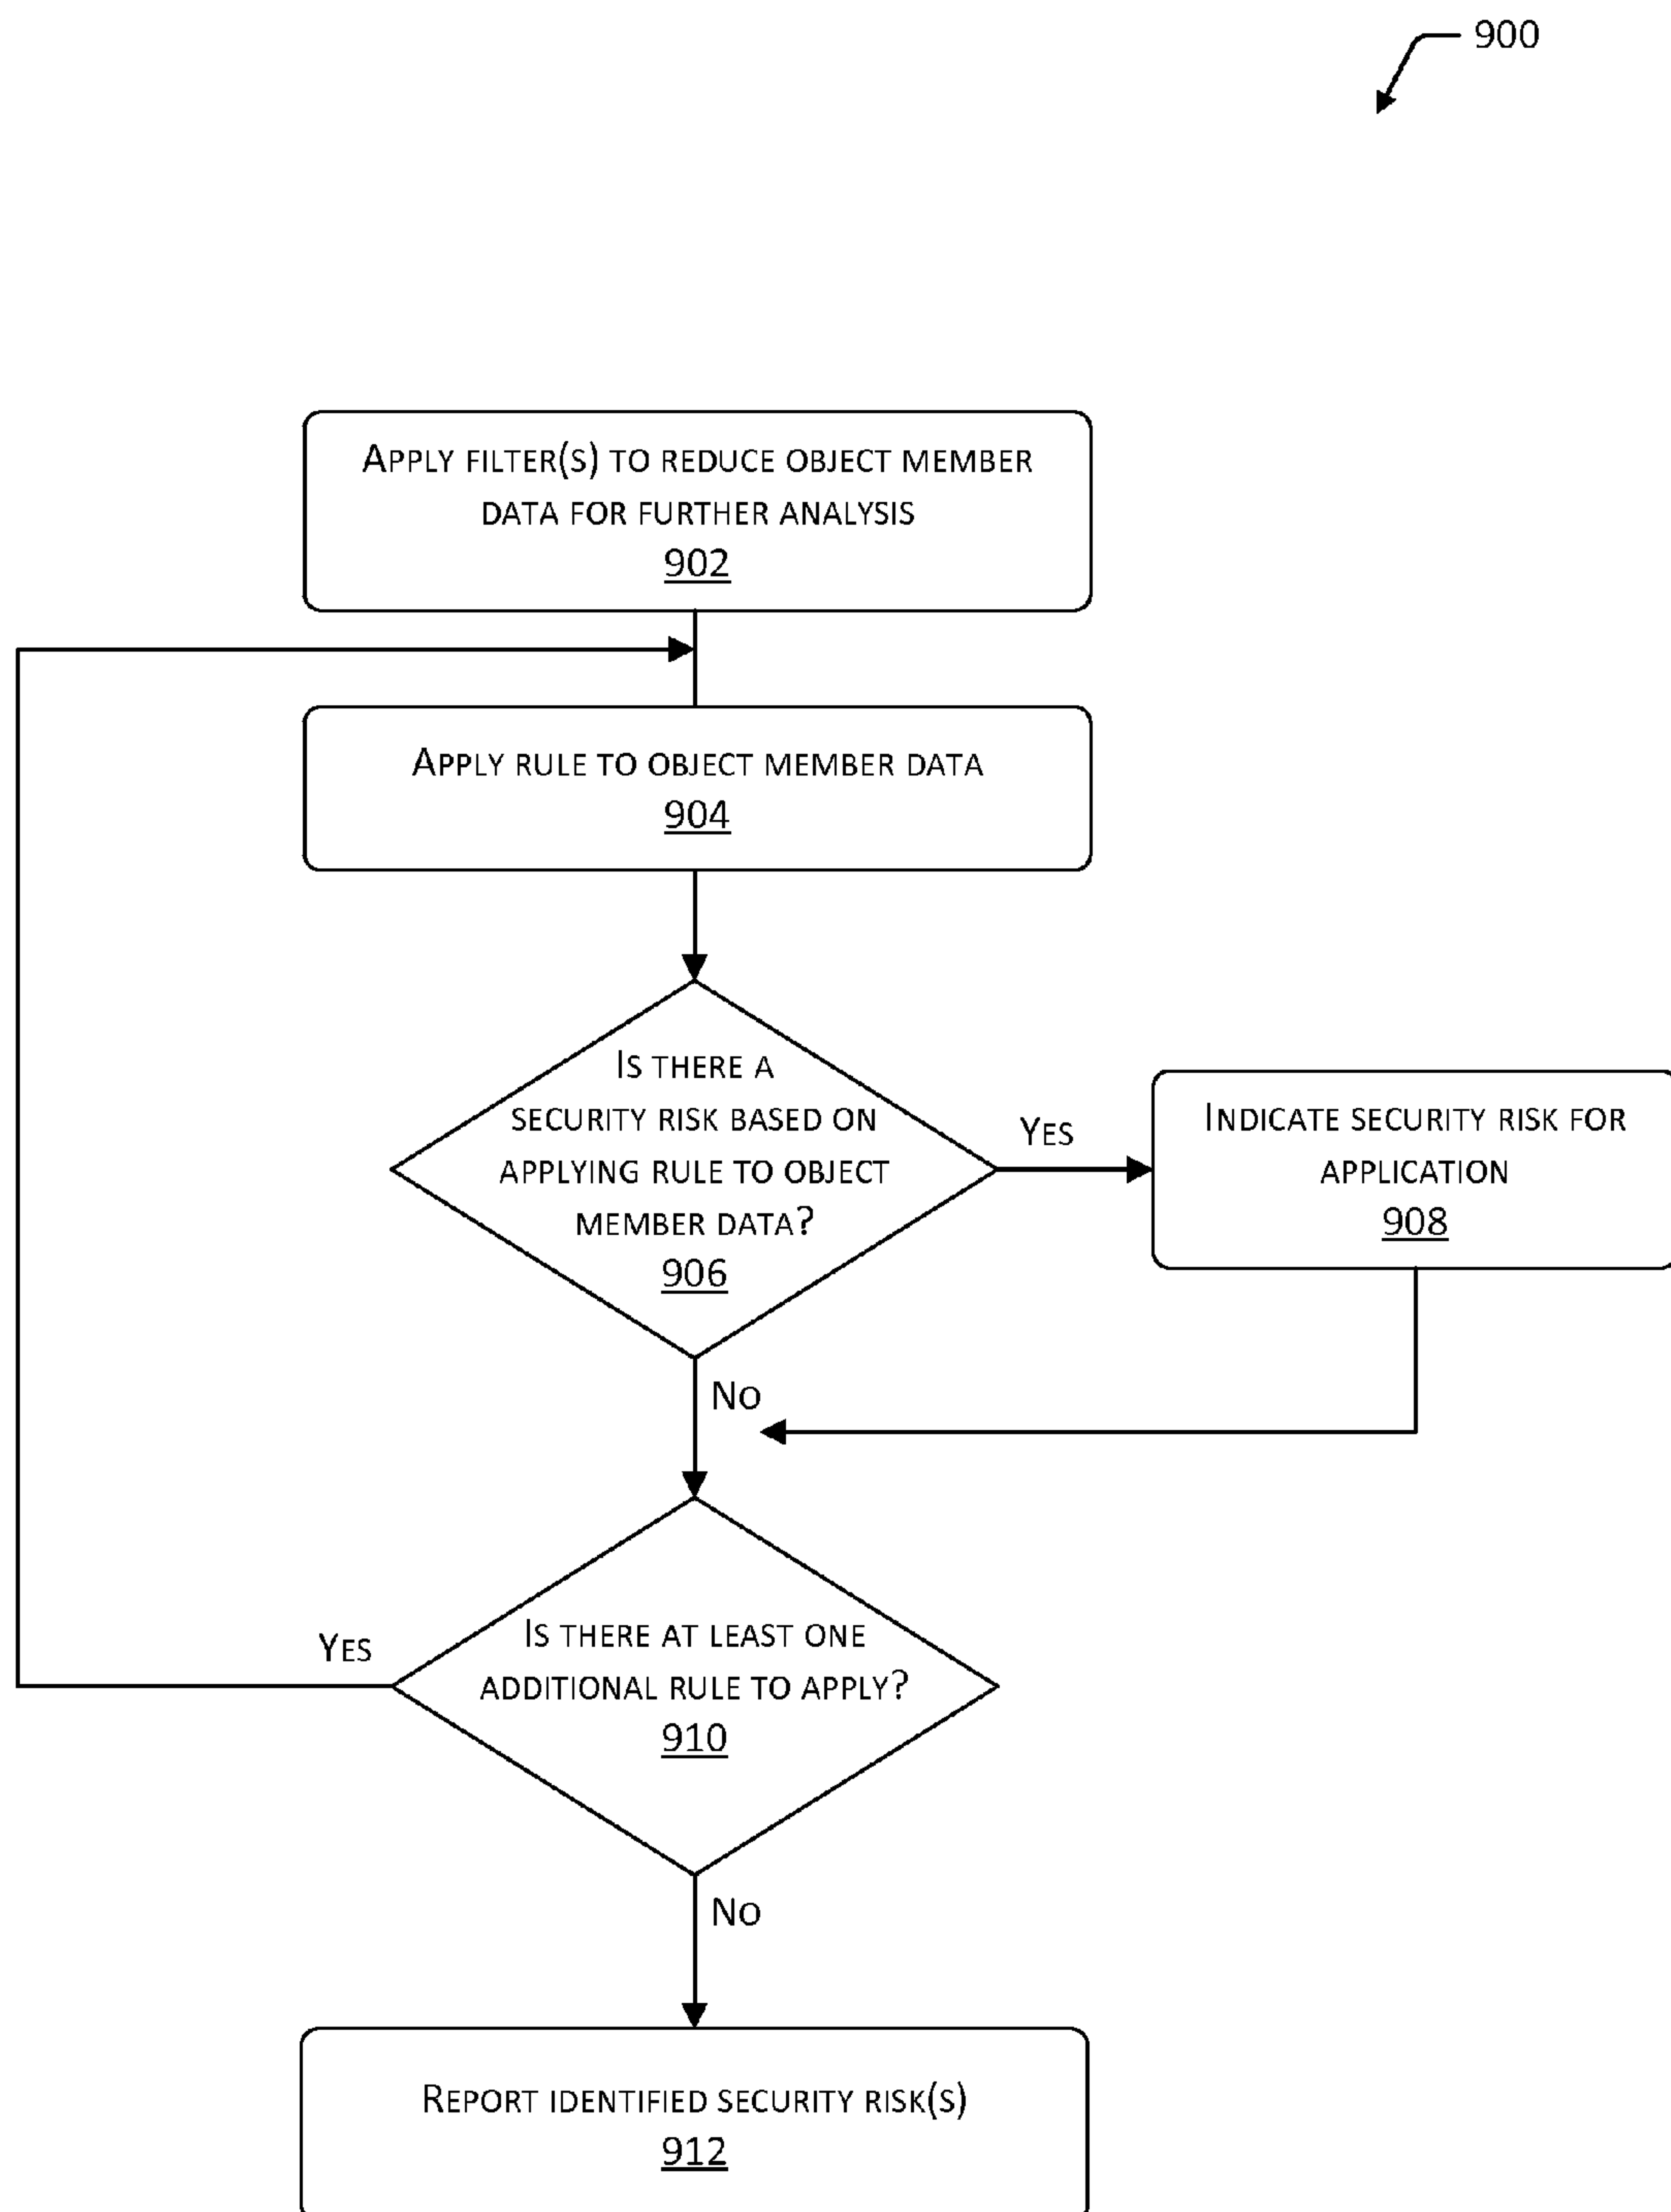 900
Apply filter(s) to reduce object member
data for further analysis
902
Apply rule to object member data
904
Is there a
security risk based on
applying rule to object
member data?
906
Yes
Indicate security risk for
application
908
No
Is there at least one
additional rule to apply?
910
Yes
No
Report identified security risk(s)
912